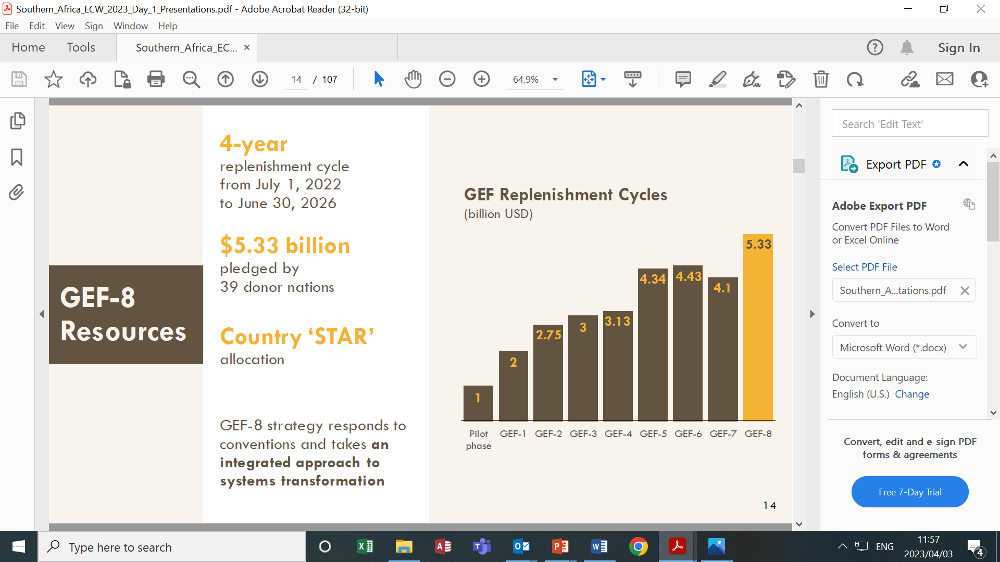 Southern_Africa_ECW_2023_Day_1_Presentations.pdf - Adobe Acrobat Reader (32-bit)
File Edit View Sign Window Help
Home Tools Southern_Africa_EC... × Sign In
14 / 107 64,9%
GEF-8
Resources
4-year
replenishment cycle
from July 1, 2022
to June 30, 2026
$5.33 billion
pledged by
39 donor nations
Country ‘STAR’
allocation
GEF-8 strategy responds to
conventions and takes an
integrated approach to
systems transformation
GEF Replenishment Cycles
(billion USD)
1 2 2.75 3 3.13 4.34 4.43 4.1 5.33
Pilot phase GEF-1 GEF-2 GEF-3 GEF-4 GEF-5 GEF-6 GEF-7 GEF-8
14
Search 'Edit Text'
Export PDF
Adobe Export PDF
Convert PDF Files to Word
or Excel Online
Select PDF File
Southern_A...tations.pdf
Convert to
Microsoft Word (*.docx)
Document Language:
English (U.S.) Change
Convert, edit and e-sign PDF
forms & agreements
Free 7-Day Trial
Type here to search
ENG
11:57
2023/04/03
4